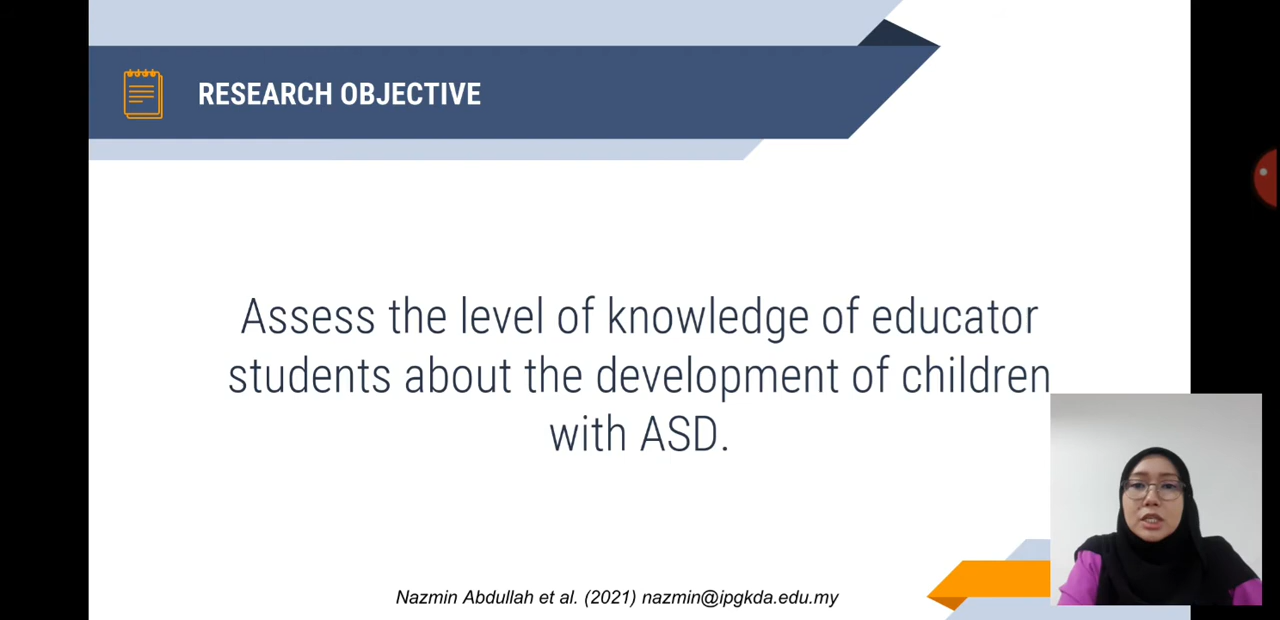 RESEARCH OBJECTIVE
Assess the level of knowledge of educator
students about the development of children
with ASD.
Nazmin Abdullah et al. (2021) nazmin@ipgkda.edu.my